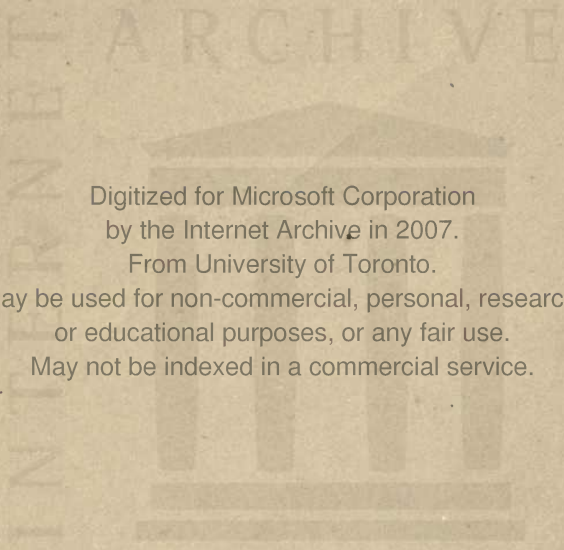 INTERNET
ARCHIVE
Digitized for Microsoft Corporation
by the Internet Archive in 2007.
From University of Toronto.
ay be used for non-commercial, personal, researc
or educational purposes, or any fair use.
May not be indexed in a commercial service.